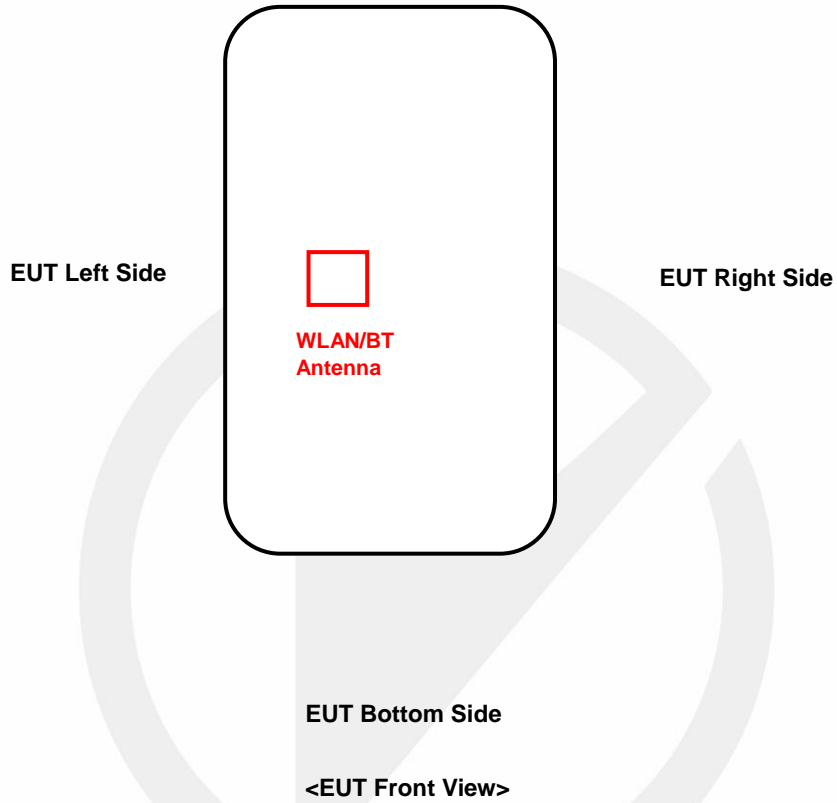 EUT Left Side
EUT Right Side
WLAN/BT
Antenna
EUT Bottom Side
<EUT Front View>